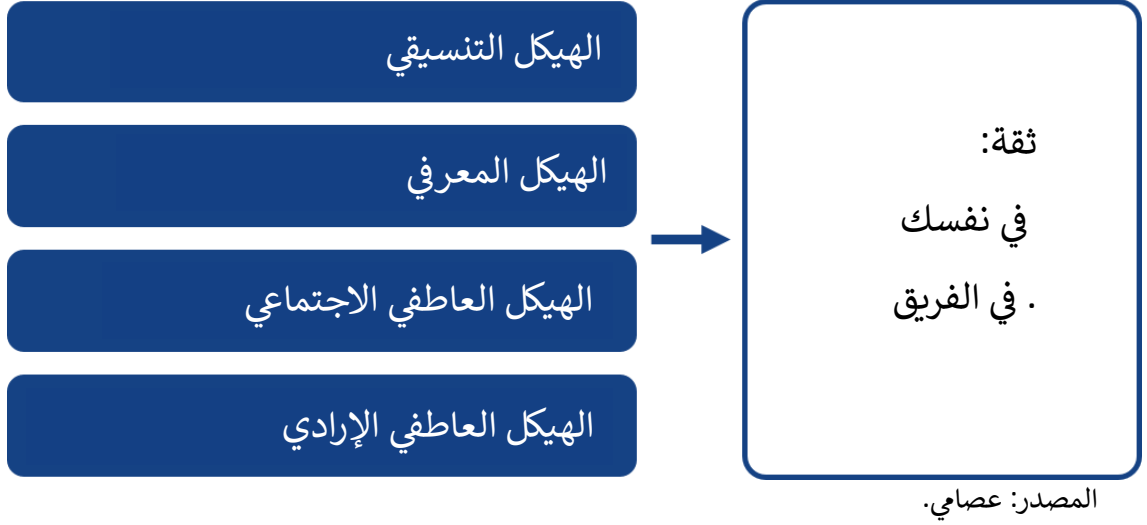 الهيكل التنسيقي
الهيكل المعرفي
الهيكل العاطفي الاجتماعي
الهيكل العاطفي الإرادي
ثقة:
في نفسك
. في الفريق
المصدر: عصامي.